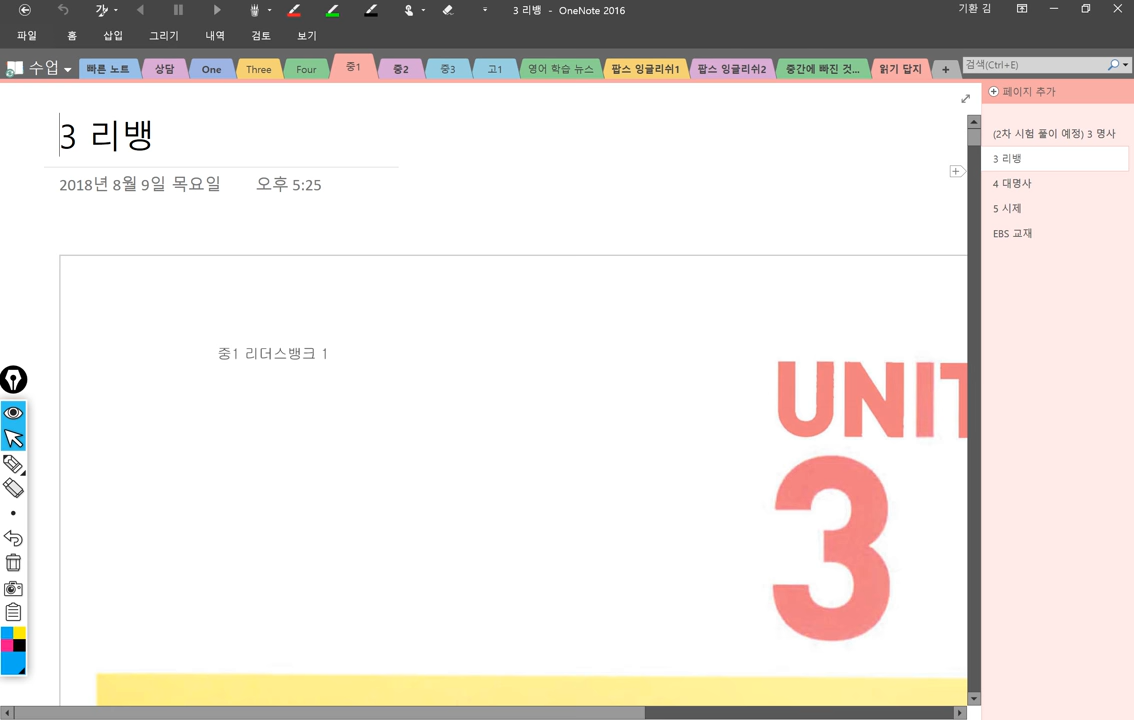 3 리뱅 - OneNote 2016
기환 김
파일 홈 삽입 그리기 내역 검토 보기
수업 빠른 노트 상담 One Three Four 중1 중2 중3 고1 영어 학습 뉴스 팝스 잉글리쉬1 팝스 잉글리쉬2 중간에 빠진 것... 읽기 답지 + 검색(Ctrl+E)
페이지 추가
(2차 시험 풀이 예정) 3 명사
3 리뱅
4 대명사
5 시제
EBS 교재
3 리뱅
2018년 8월 9일 목요일 오후 5:25
중1 리더스뱅크 1
UNIT
3